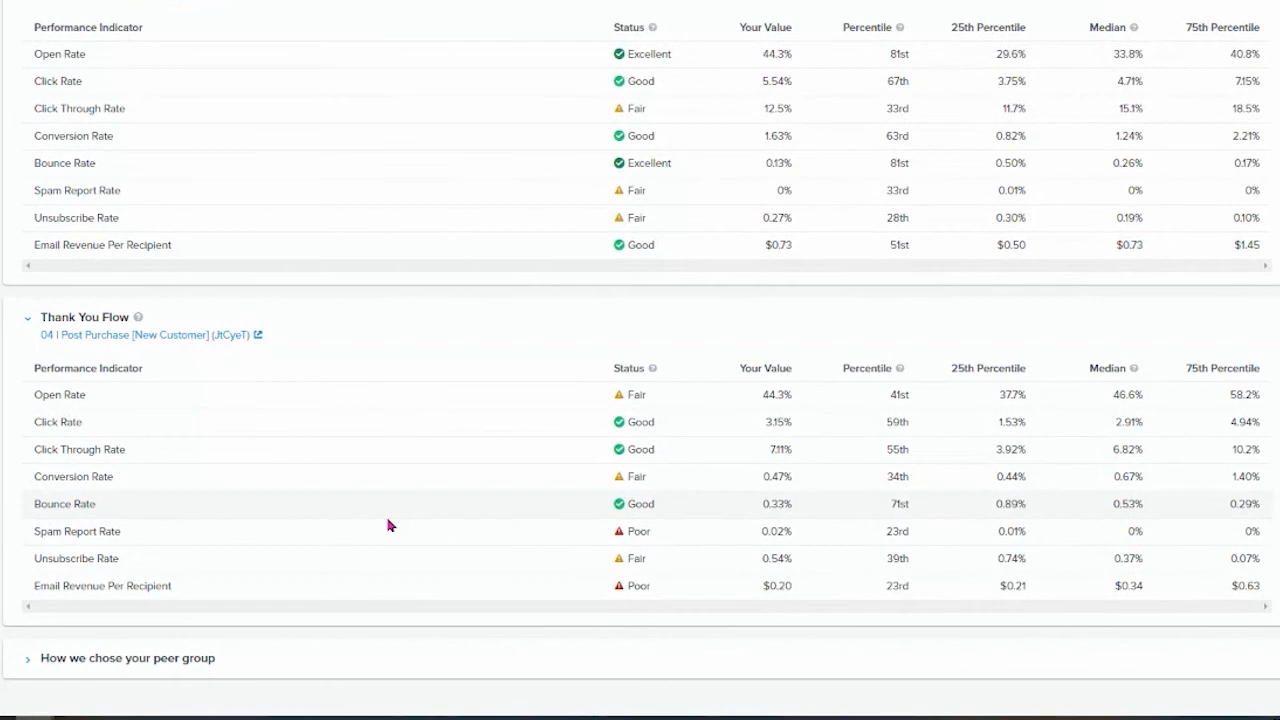 Performance Indicator Status Your Value Percentile 25th Percentile Median 75th Percentile
Open Rate Excellent 44.3% 81st 29.6% 33.8% 40.8%
Click Rate Good 5.54% 67th 3.75% 4.71% 7.15%
Click Through Rate Fair 12.5% 33rd 11.7% 15.1% 18.5%
Conversion Rate Good 1.63% 63rd 0.82% 1.24% 2.21%
Bounce Rate Excellent 0.13% 81st 0.50% 0.26% 0.17%
Spam Report Rate Fair 0% 33rd 0.01% 0% 0%
Unsubscribe Rate Fair 0.27% 28th 0.30% 0.19% 0.10%
Email Revenue Per Recipient Good $0.73 51st $0.50 $0.73 $1.45
Thank You Flow
04 | Post Purchase [New Customer] (JtCyeT)
Performance Indicator Status Your Value Percentile 25th Percentile Median 75th Percentile
Open Rate Fair 44.3% 41st 37.7% 46.6% 58.2%
Click Rate Good 3.15% 59th 1.53% 2.91% 4.94%
Click Through Rate Good 7.11% 55th 3.92% 6.82% 10.2%
Conversion Rate Fair 0.47% 34th 0.44% 0.67% 1.40%
Bounce Rate Good 0.33% 71st 0.89% 0.53% 0.29%
Spam Report Rate Poor 0.02% 23rd 0.01% 0% 0%
Unsubscribe Rate Fair 0.54% 39th 0.74% 0.37% 0.07%
Email Revenue Per Recipient Poor $0.20 23rd $0.21 $0.34 $0.63
How we chose your peer group